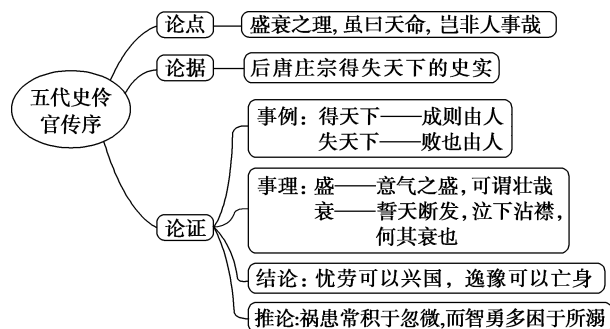 五代史伶
官传序
论点
盛衰之理,虽曰天命,岂非人事哉
论据
后唐庄宗得失天下的史实
论证
事例:得天下——成则由人
失天下——败也由人
事理:盛——意气之盛,可谓壮哉
衰——誓天断发,泣下沾襟,
何其衰也
结论:忧劳可以兴国,逸豫可以亡身
推论:祸患常积于忽微,而智勇多困于所溺